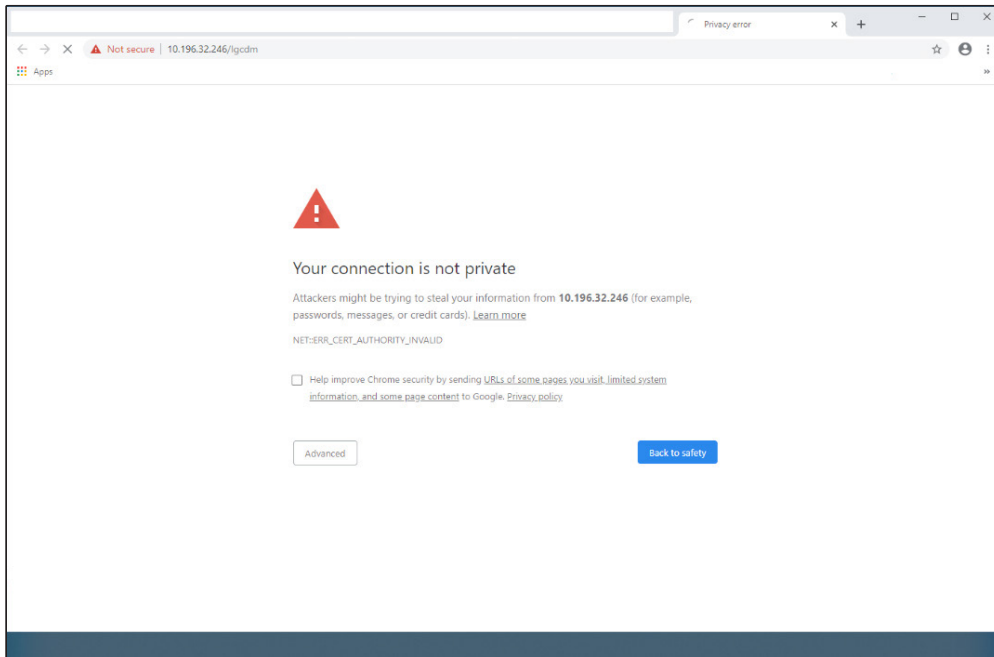 Privacy error
Not secure | 10.196.32.246/lgcdm
Apps
Your connection is not private
Attackers might be trying to steal your information from 10.196.32.246 (for example,
passwords, messages, or credit cards). Learn more
NET::ERR_CERT_AUTHORITY_INVALID
Help improve Chrome security by sending URLs of some pages you visit, limited system
information, and some page content to Google. Privacy policy
Advanced
Back to safety